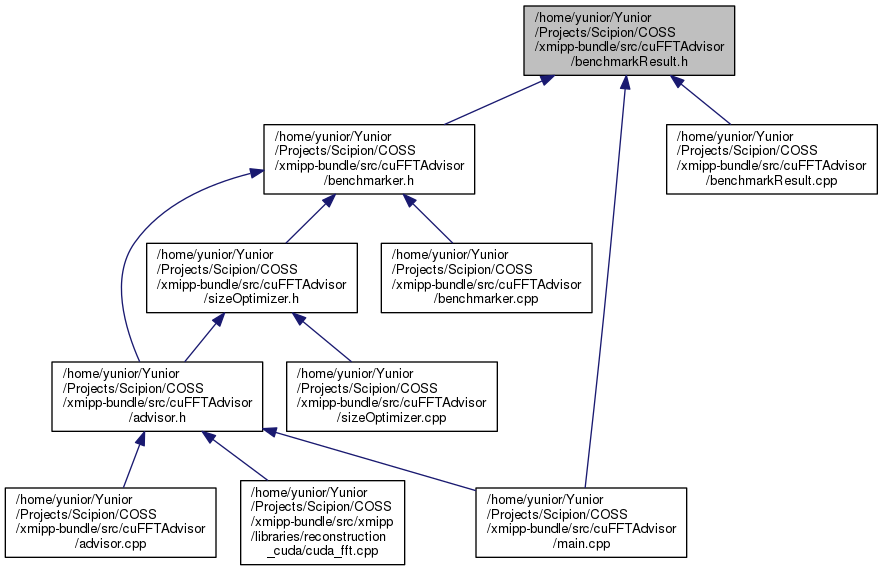 /home/yunior/Yunior
/Projects/Scipion/COSS
/xmipp-bundle/src/cuFFTAdvisor
/benchmarkResult.h
/home/yunior/Yunior
/Projects/Scipion/COSS
/xmipp-bundle/src/cuFFTAdvisor
/benchmarker.h
/home/yunior/Yunior
/Projects/Scipion/COSS
/xmipp-bundle/src/cuFFTAdvisor
/benchmarkResult.cpp
/home/yunior/Yunior
/Projects/Scipion/COSS
/xmipp-bundle/src/cuFFTAdvisor
/sizeOptimizer.h
/home/yunior/Yunior
/Projects/Scipion/COSS
/xmipp-bundle/src/cuFFTAdvisor
/benchmarker.cpp
/home/yunior/Yunior
/Projects/Scipion/COSS
/xmipp-bundle/src/cuFFTAdvisor
/advisor.h
/home/yunior/Yunior
/Projects/Scipion/COSS
/xmipp-bundle/src/cuFFTAdvisor
/sizeOptimizer.cpp
/home/yunior/Yunior
/Projects/Scipion/COSS
/xmipp-bundle/src/cuFFTAdvisor
/advisor.cpp
/home/yunior/Yunior
/Projects/Scipion/COSS
/xmipp-bundle/src/xmipp
/libraries/reconstruction
_cuda/cuda_fft.cpp
/home/yunior/Yunior
/Projects/Scipion/COSS
/xmipp-bundle/src/cuFFTAdvisor
/main.cpp